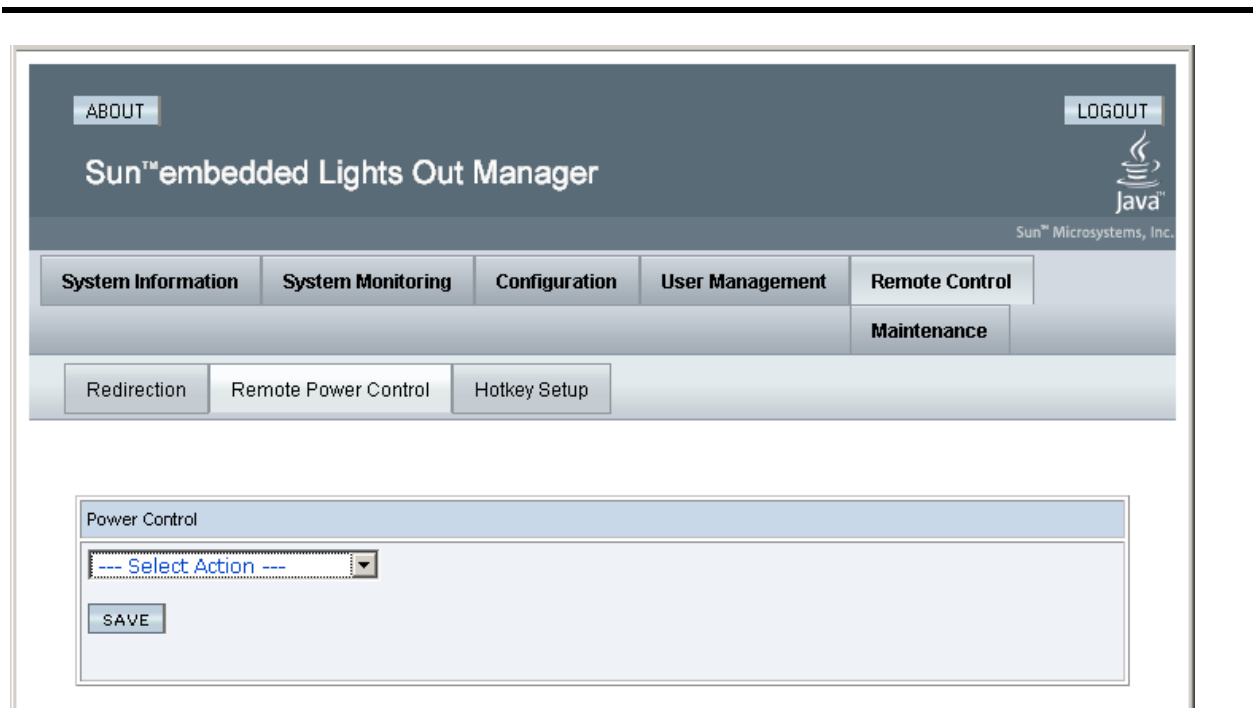 ABOUT
LOGOUT
Sun™embedded Lights Out Manager
Java™
Sun™ Microsystems, Inc.
System Information
System Monitoring
Configuration
User Management
Remote Control
Maintenance
Redirection
Remote Power Control
Hotkey Setup
Power Control
--- Select Action ---
SAVE